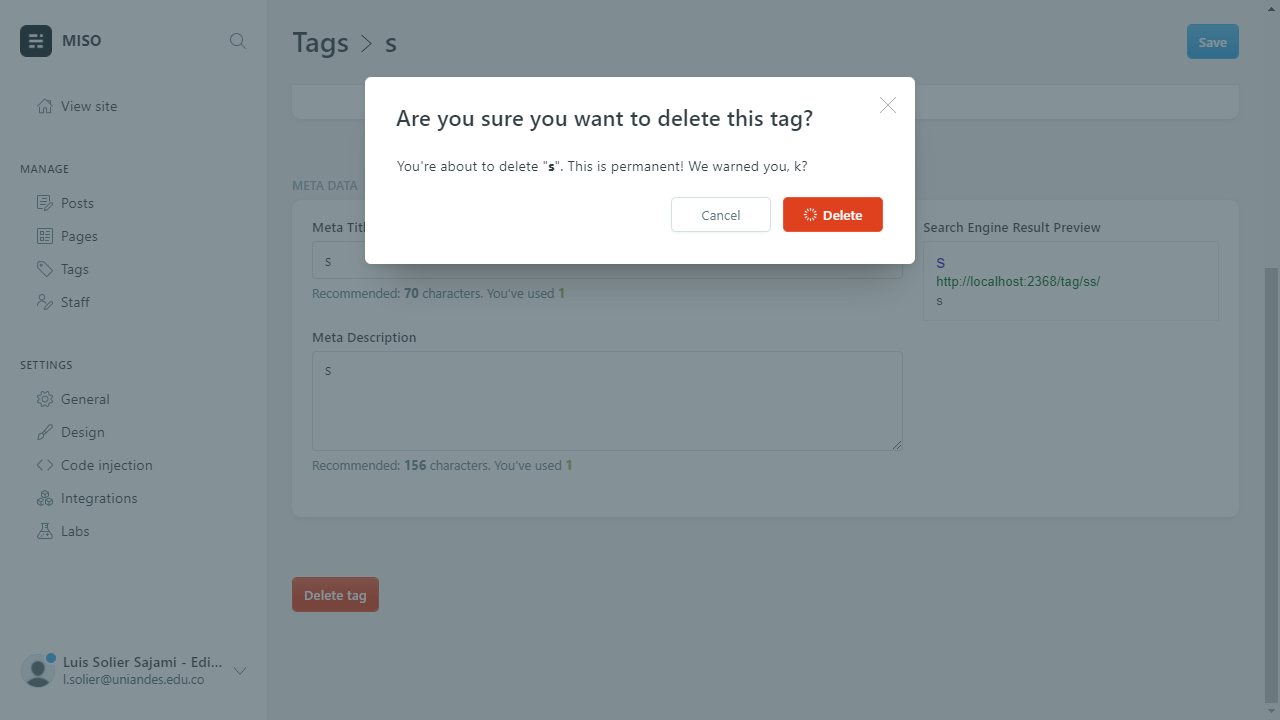 MISO
View site
MANAGE
Posts
Pages
Tags
Staff
SETTINGS
General
Design
Code injection
Integrations
Labs
Luis Solier Sajami - Edi...
l.solier@uniandes.edu.co
Tags > s
Save
Are you sure you want to delete this tag?
You're about to delete "s". This is permanent! We warned you, k?
Cancel
Delete
META DATA
Meta Titl
s
Recommended: 70 characters. You've used 1
Meta Description
s
Recommended: 156 characters. You've used 1
Search Engine Result Preview
S
http://localhost:2368/tag/ss/
s
Delete tag